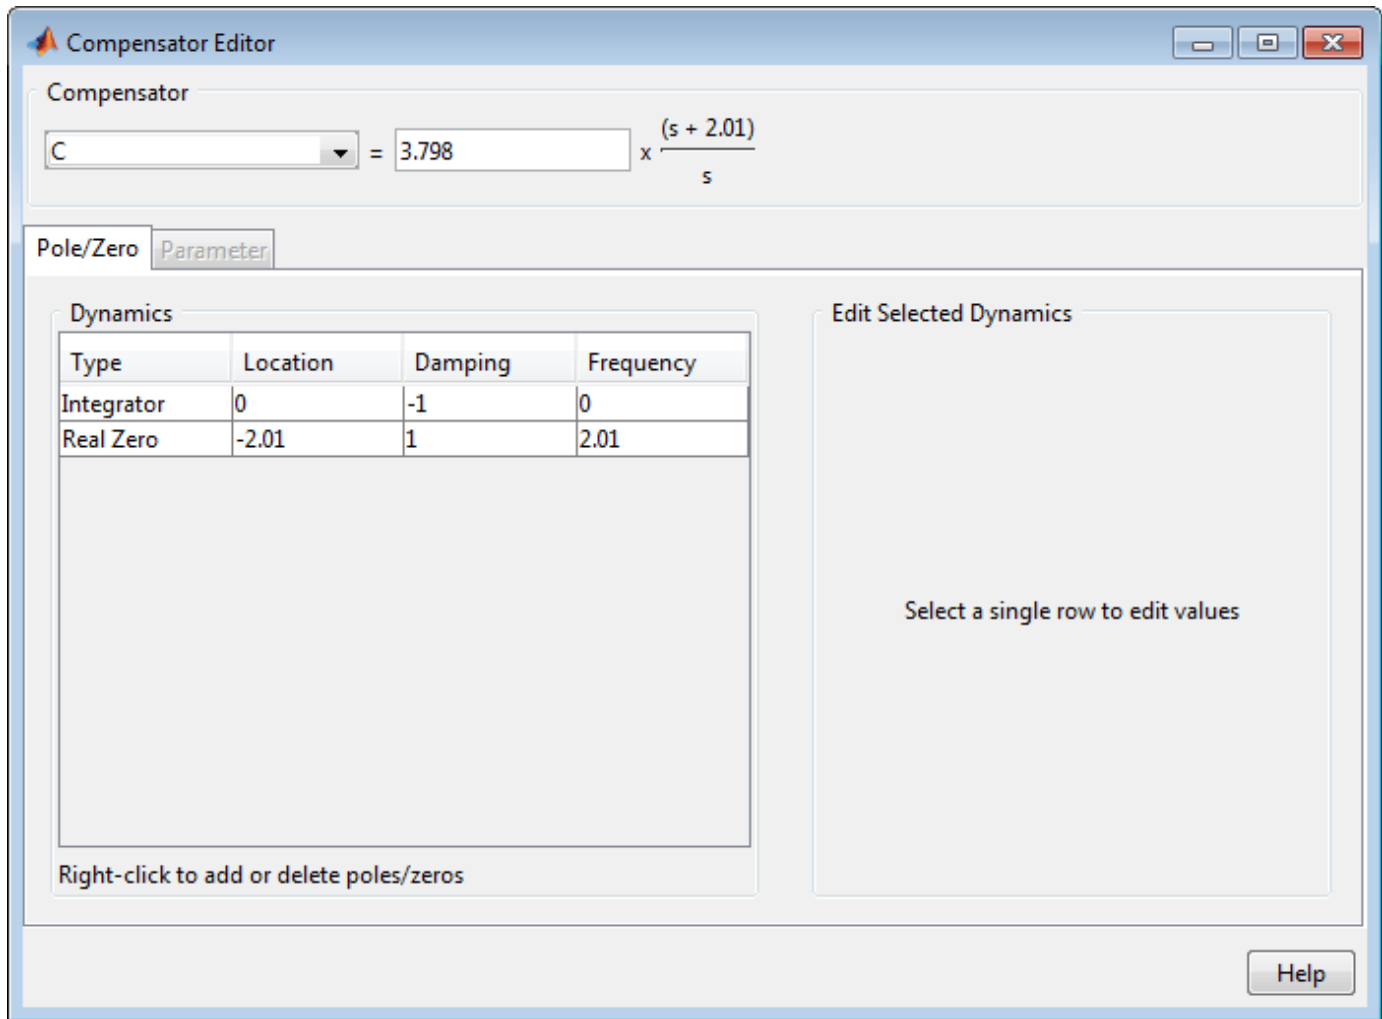 Compensator Editor
Compensator
(s + 2.01)
C = 3.798 x
s
Pole/Zero Parameter
Dynamics Edit Selected Dynamics
Type Location Damping Frequency
Integrator 0 -1 0
Real Zero -2.01 1 2.01
Select a single row to edit values
Right-click to add or delete poles/zeros
Help